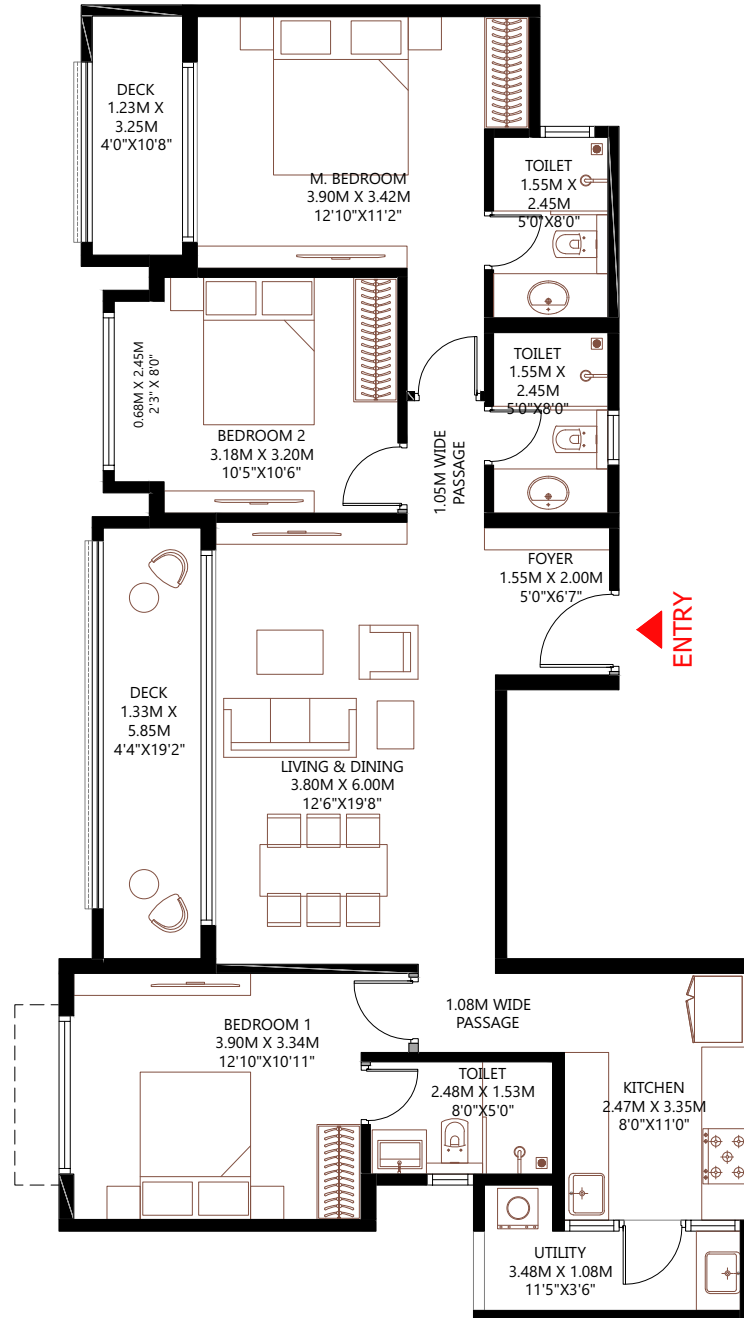 DECK
1.23M X
3.25M
4'0"X10'8"
M. BEDROOM
3.90M X 3.42M
12'10"X11'2"
TOILET
1.55M X
2.45M
5'0"X8'0"
0.68M X 2.45M
2'3" X 8'0"
BEDROOM 2
3.18M X 3.20M
10'5"X10'6"
TOILET
1.55M X
2.45M
5'0"X8'0"
1.05M WIDE
PASSAGE
FOYER
1.55M X 2.00M
5'0"X6'7"
ENTRY
DECK
1.33M X
5.85M
4'4"X19'2"
LIVING & DINING
3.80M X 6.00M
12'6"X19'8"
1.08M WIDE
PASSAGE
BEDROOM 1
3.90M X 3.34M
12'10"X10'11"
TOILET
2.48M X 1.53M
8'0"X5'0"
KITCHEN
2.47M X 3.35M
8'0"X11'0"
UTILITY
3.48M X 1.08M
11'5"X3'6"